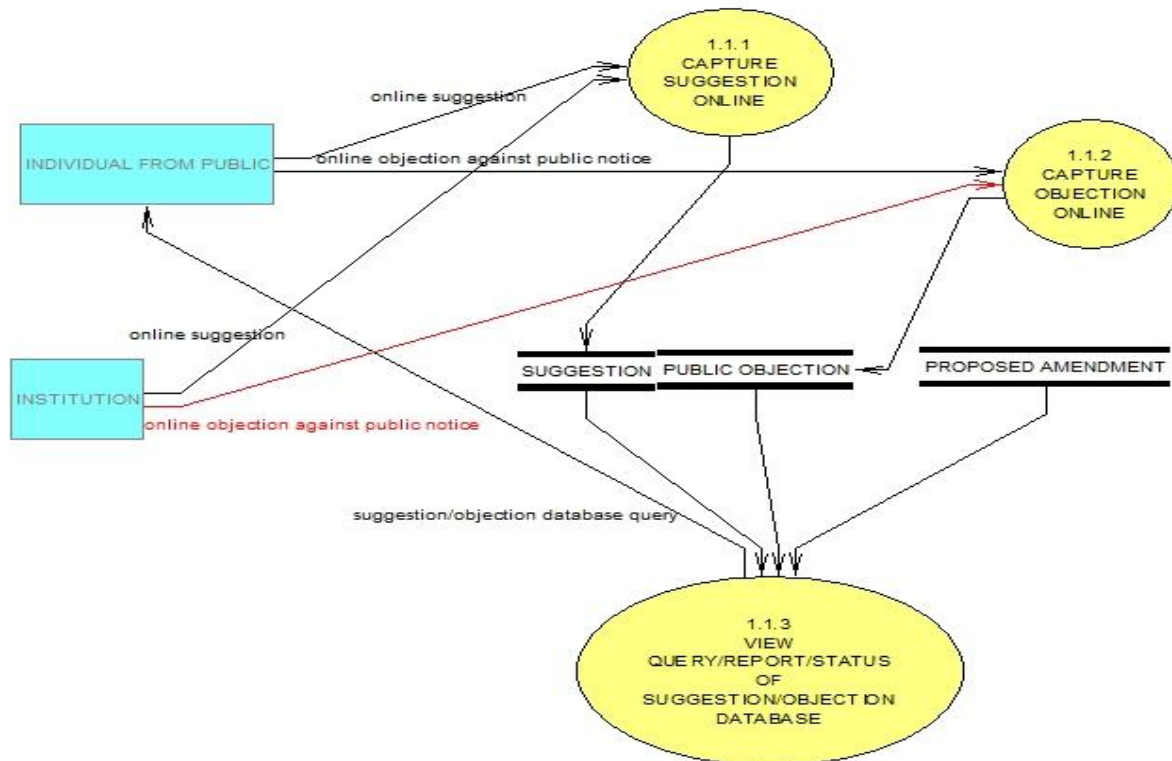 1.1.1
CAPTURE
SUGGESTION
ONLINE
online suggestion
INDIVIDUAL FROM PUBLIC
online objection against public notice
1.1.2
CAPTURE
OBJECTION
ONLINE
online suggestion
SUGGESTION
PUBLIC OBJECTION
PROPOSED AMENDMENT
INSTITUTION
online objection against public notice
suggestion/objection database query
1.1.3
VIEW
QUERY/REPORT/STATUS
OF
SUGGESTION/OBJECTION
DATABASE